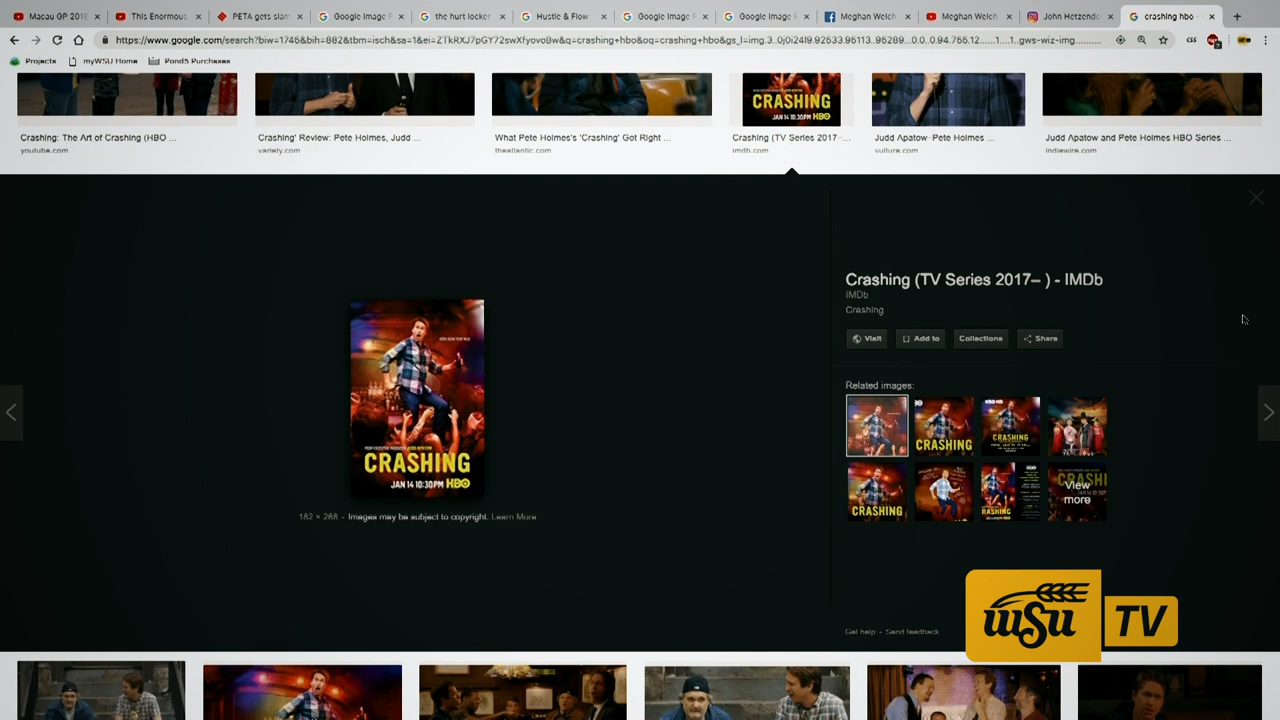 Macau GP 2018
This Enormous
PETA gets slam
Google Image R
the hurt locker
Hustle & Flow
Google Image R
Google Image R
Meghan Welch
Meghan Welch
John Hetzendo
crashing hbo
Projects
myWSU Home
Pond5 Purchases
CRASHING
JAN 14 10:30PM HBO
Crashing: The Art of Crashing (HBO ...
Crashing' Review: Pete Holmes, Judd ...
What Pete Holmes's 'Crashing' Got Right ...
Crashing (TV Series 2017– ...
Judd Apatow-Pete Holmes ...
Judd Apatow and Pete Holmes HBO Series ...
youtube.com
variety.com
theatlantic.com
imdb.com
vulture.com
indiewire.com
Crashing (TV Series 2017– ) - IMDb
IMDb
Crashing
Visit
Add to
Collections
Share
Related images:
CRASHING
CRASHING
CRASHING
CRASHING
View more
CRASHING
JAN 14 10:30PM HBO
182 × 268 - Images may be subject to copyright. Learn More
Get help - Send feedback
WSU TV